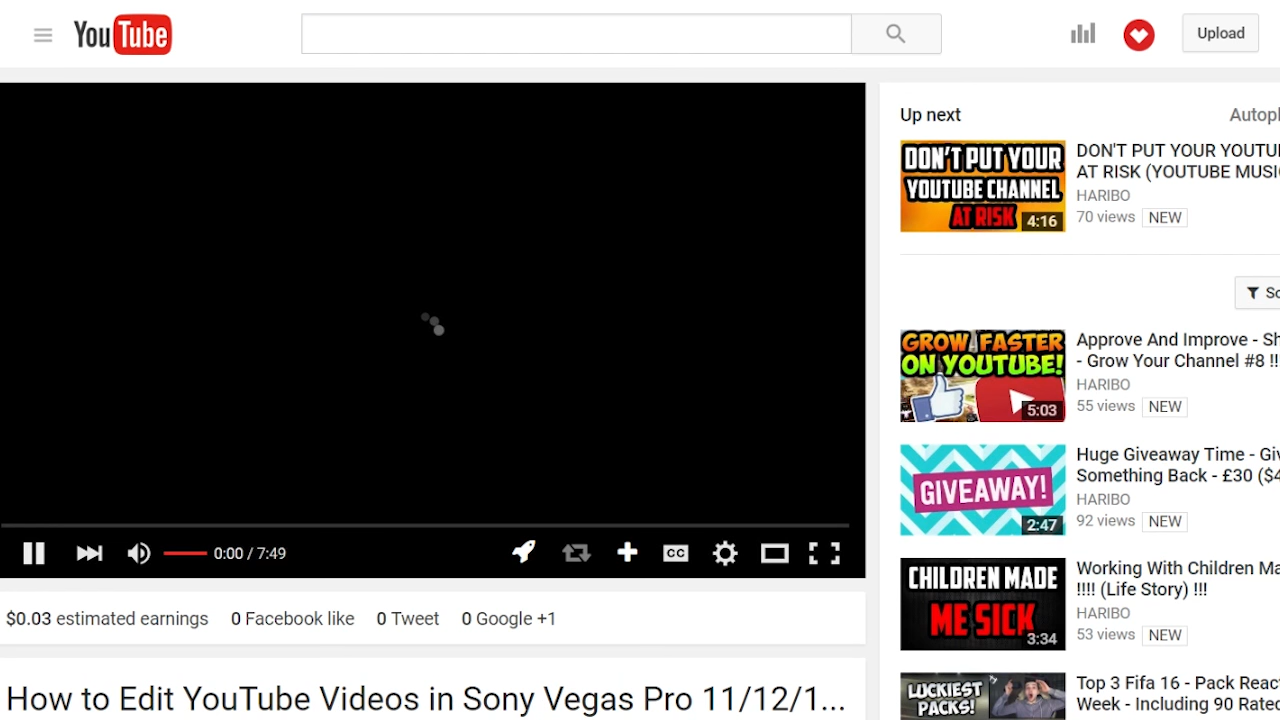 YouTube
Upload
Up next
Autopl
DON'T PUT YOUR
YOUTUBE CHANNEL
AT RISK
4:16
DON'T PUT YOUR YOUTU
AT RISK (YOUTUBE MUSI
HARIBO
70 views NEW
So
GROW FASTER
ON YOUTUBE!
5:03
Approve And Improve - Sh
- Grow Your Channel #8 !!
HARIBO
55 views NEW
GIVEAWAY!
2:47
Huge Giveaway Time - Giv
Something Back - £30 ($4
HARIBO
92 views NEW
CHILDREN MADE
ME SICK
3:34
Working With Children Ma
!!!! (Life Story) !!!
HARIBO
53 views NEW
LUCKIEST
PACKS!
Top 3 Fifa 16 - Pack Reac
Week - Including 90 Rated
0:00 / 7:49
CC
$0.03 estimated earnings 0 Facebook like 0 Tweet 0 Google +1
How to Edit YouTube Videos in Sony Vegas Pro 11/12/1...